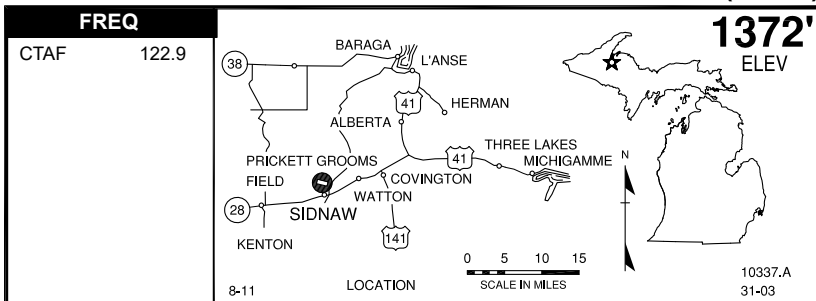 FREQ
CTAF 122.9
1372'
ELEV
38
BARAGA
L'ANSE
41
HERMAN
ALBERTA
THREE LAKES
MICHIGAMME
41
PRICKETT GROOMS
FIELD
COVINGTON
WATTON
28
SIDNAW
KENTON
141
N
0 5 10 15
SCALE IN MILES
LOCATION
8-11
10337.A
31-03